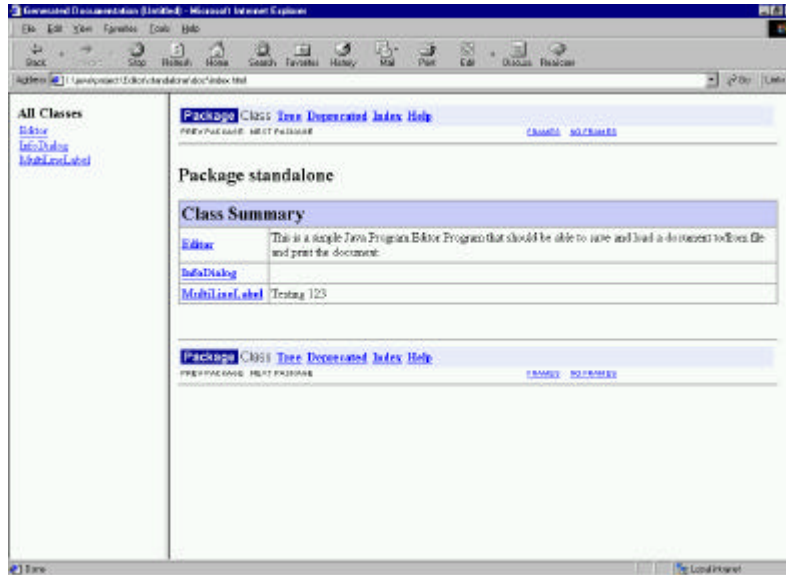 Generated Documentation (Untitled) - Microsoft Internet Explorer
File Edit View Favorites Tools Help
Back Stop Refresh Home Search Favorites History Mail Print Edit Discuss
Address
Go Links
All Classes
Editor
InfoDialog
MultiLineLabel
Package Class Tree Deprecated Index Help
PREV PACKAGE NEXT PACKAGE FRAMES NO FRAMES
Package standalone
Class Summary
Editor This is a simple Java Program Editor Program that should be able to save and load a document to/from file
and print the document.
InfoDialog
MultiLineLabel Testing 123
Package Class Tree Deprecated Index Help
PREV PACKAGE NEXT PACKAGE FRAMES NO FRAMES
Done Local intranet